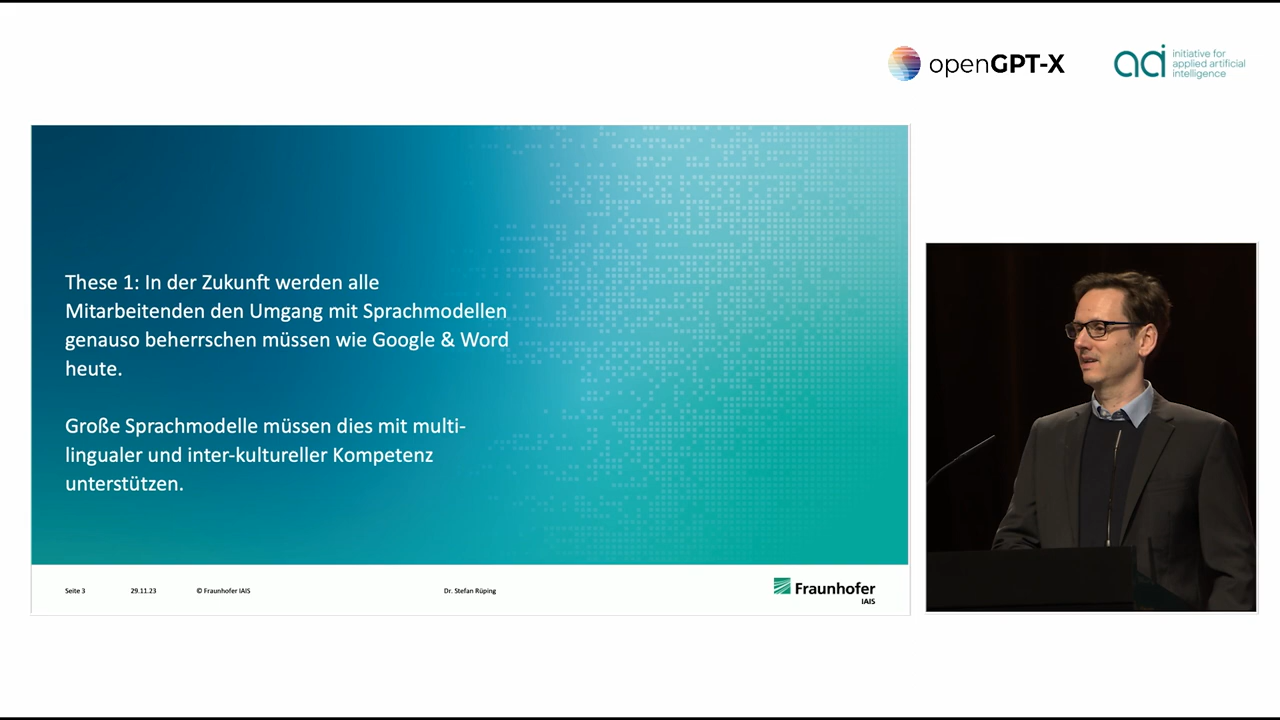 openGPT-X
initiative for
applied artificial
intelligence
These 1: In der Zukunft werden alle
Mitarbeitenden den Umgang mit Sprachmodellen
genauso beherrschen müssen wie Google & Word
heute.
Große Sprachmodelle müssen dies mit multi-
lingualer und inter-kultureller Kompetenz
unterstützen.
Seite 3
29.11.23
© Fraunhofer IAIS
Dr. Stefan Rüping
Fraunhofer
IAIS